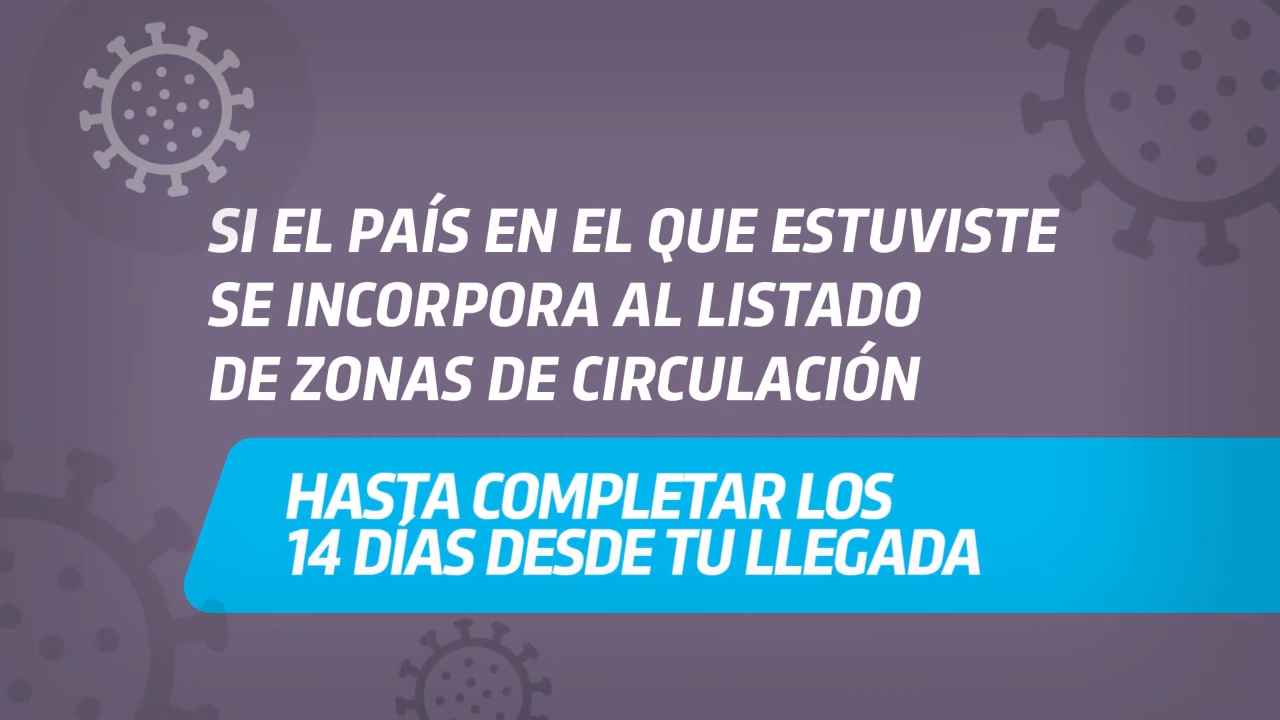 SI EL PAÍS EN EL QUE ESTUVISTE
SE INCORPORA AL LISTADO
DE ZONAS DE CIRCULACIÓN
HASTA COMPLETAR LOS
14 DÍAS DESDE TU LLEGADA